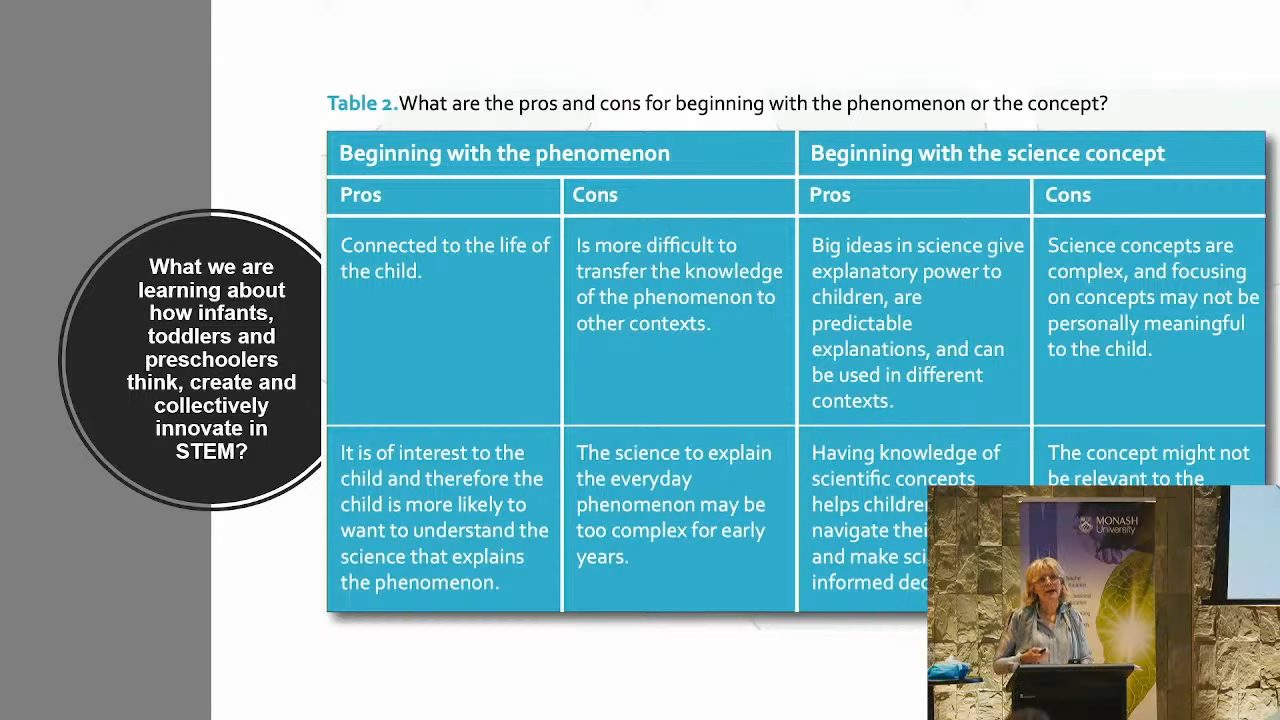 What we are
learning about
how infants,
toddlers and
preschoolers
think, create and
collectively
innovate in
STEM?
Table 2.What are the pros and cons for beginning with the phenomenon or the concept?
Beginning with the phenomenon
Beginning with the science concept
Pros
Cons
Pros
Cons
Connected to the life of
the child.
Is more difficult to
transfer the knowledge
of the phenomenon to
other contexts.
Big ideas in science give
explanatory power to
children, are
predictable
explanations, and can
be used in different
contexts.
Science concepts are
complex, and focusing
on concepts may not be
personally meaningful
to the child.
It is of interest to the
child and therefore the
child is more likely to
want to understand the
science that explains
the phenomenon.
The science to explain
the everyday
phenomenon may be
too complex for early
years.
Having knowledge of
scientific concepts
helps
navigate
and make
informed
The concept might not
be relevant to the
MONASH
University